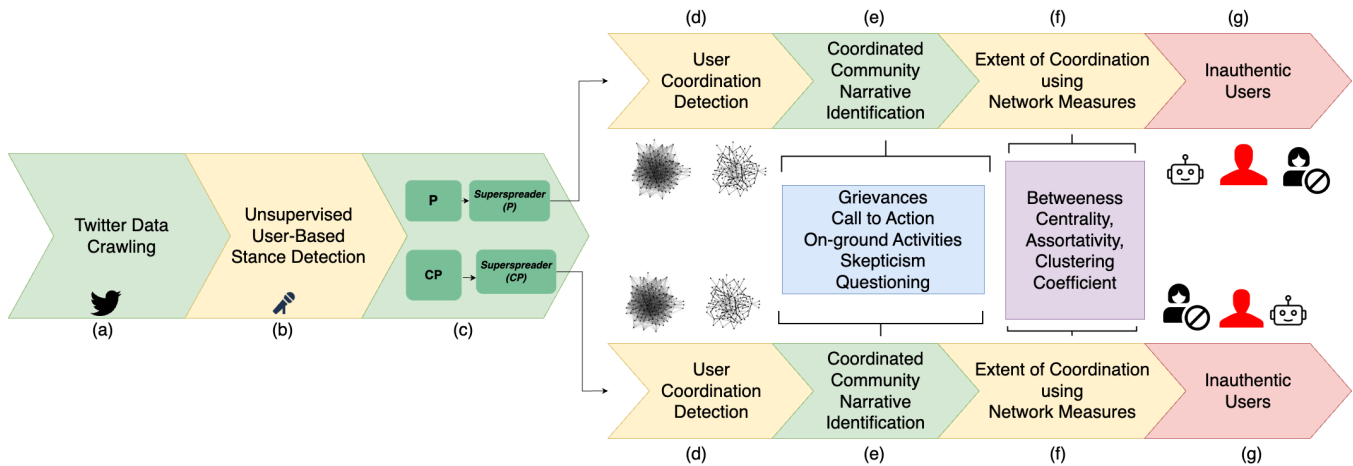 (d)
(e)
(f)
(g)
User
Coordination
Detection
Coordinated
Community
Narrative
Identification
Extent of Coordination
using
Network Measures
Inauthentic
Users
Twitter Data
Crawling
(a)
Unsupervised
User-Based
Stance Detection
(b)
P
Superspreader
(P)
CP
Superspreader
(CP)
(c)
Grievances
Call to Action
On-ground Activities
Skepticism
Questioning
Betweeness
Centrality,
Assortativity,
Clustering
Coefficient
User
Coordination
Detection
Coordinated
Community
Narrative
Identification
Extent of Coordination
using
Network Measures
Inauthentic
Users
(d)
(e)
(f)
(g)